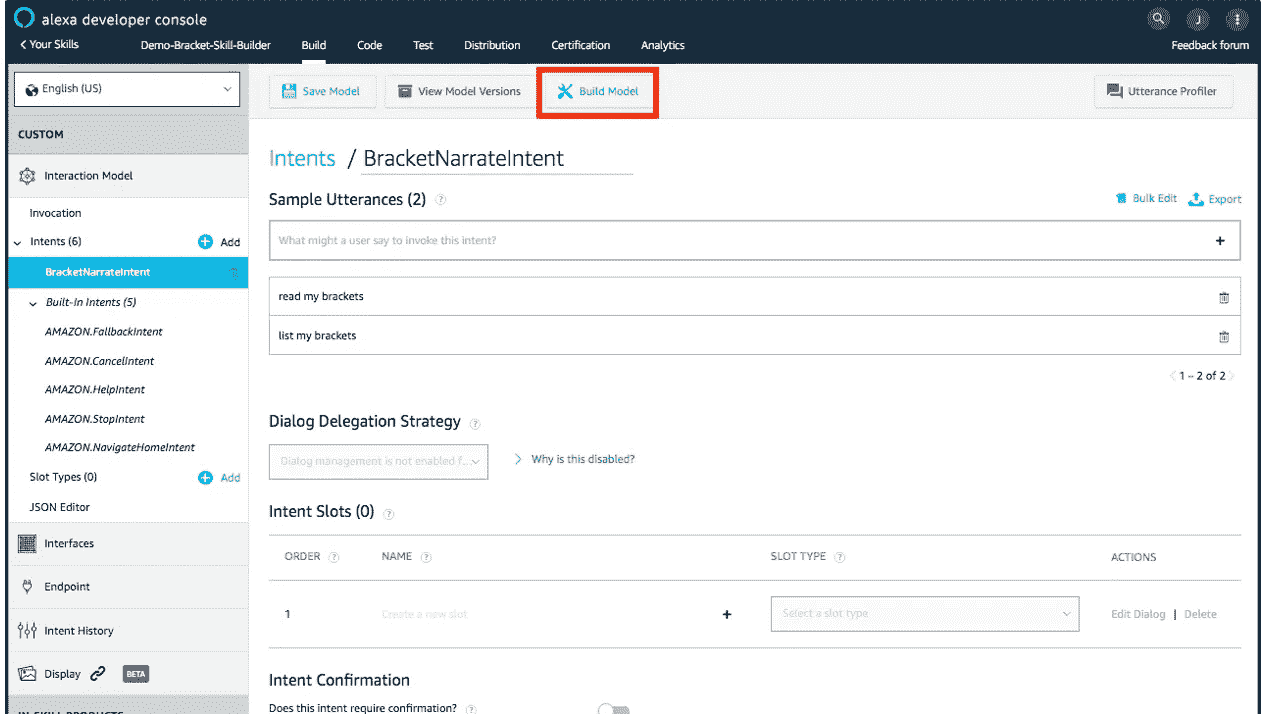 alexa developer console
J
Your Skills Demo-Bracket-Skill-Builder Build Code Test Distribution Certification Analytics Feedback forum
English (US)
Save Model View Model Versions Build Model Utterance Profiler
CUSTOM
Interaction Model
Invocation
Intents (6) Add
BracketNarrateIntent
Built-In Intents (5)
AMAZON.FallbackIntent
AMAZON.CancelIntent
AMAZON.HelpIntent
AMAZON.StopIntent
AMAZON.NavigateHomeIntent
Slot Types (0) Add
JSON Editor
Interfaces
Endpoint
Intent History
Display BETA
IN-SKILL PRODUCTS
Intents / BracketNarrateIntent
Sample Utterances (2) ? Bulk Edit Export
What might a user say to invoke this intent? +
read my brackets
list my brackets
< 1 – 2 of 2 >
Dialog Delegation Strategy ?
Dialog management is not enabled f... > Why is this disabled?
Intent Slots (0) ?
ORDER ? NAME ? SLOT TYPE ? ACTIONS
1 Create a new slot + Select a slot type Edit Dialog | Delete
Intent Confirmation
Does this intent require confirmation? ?